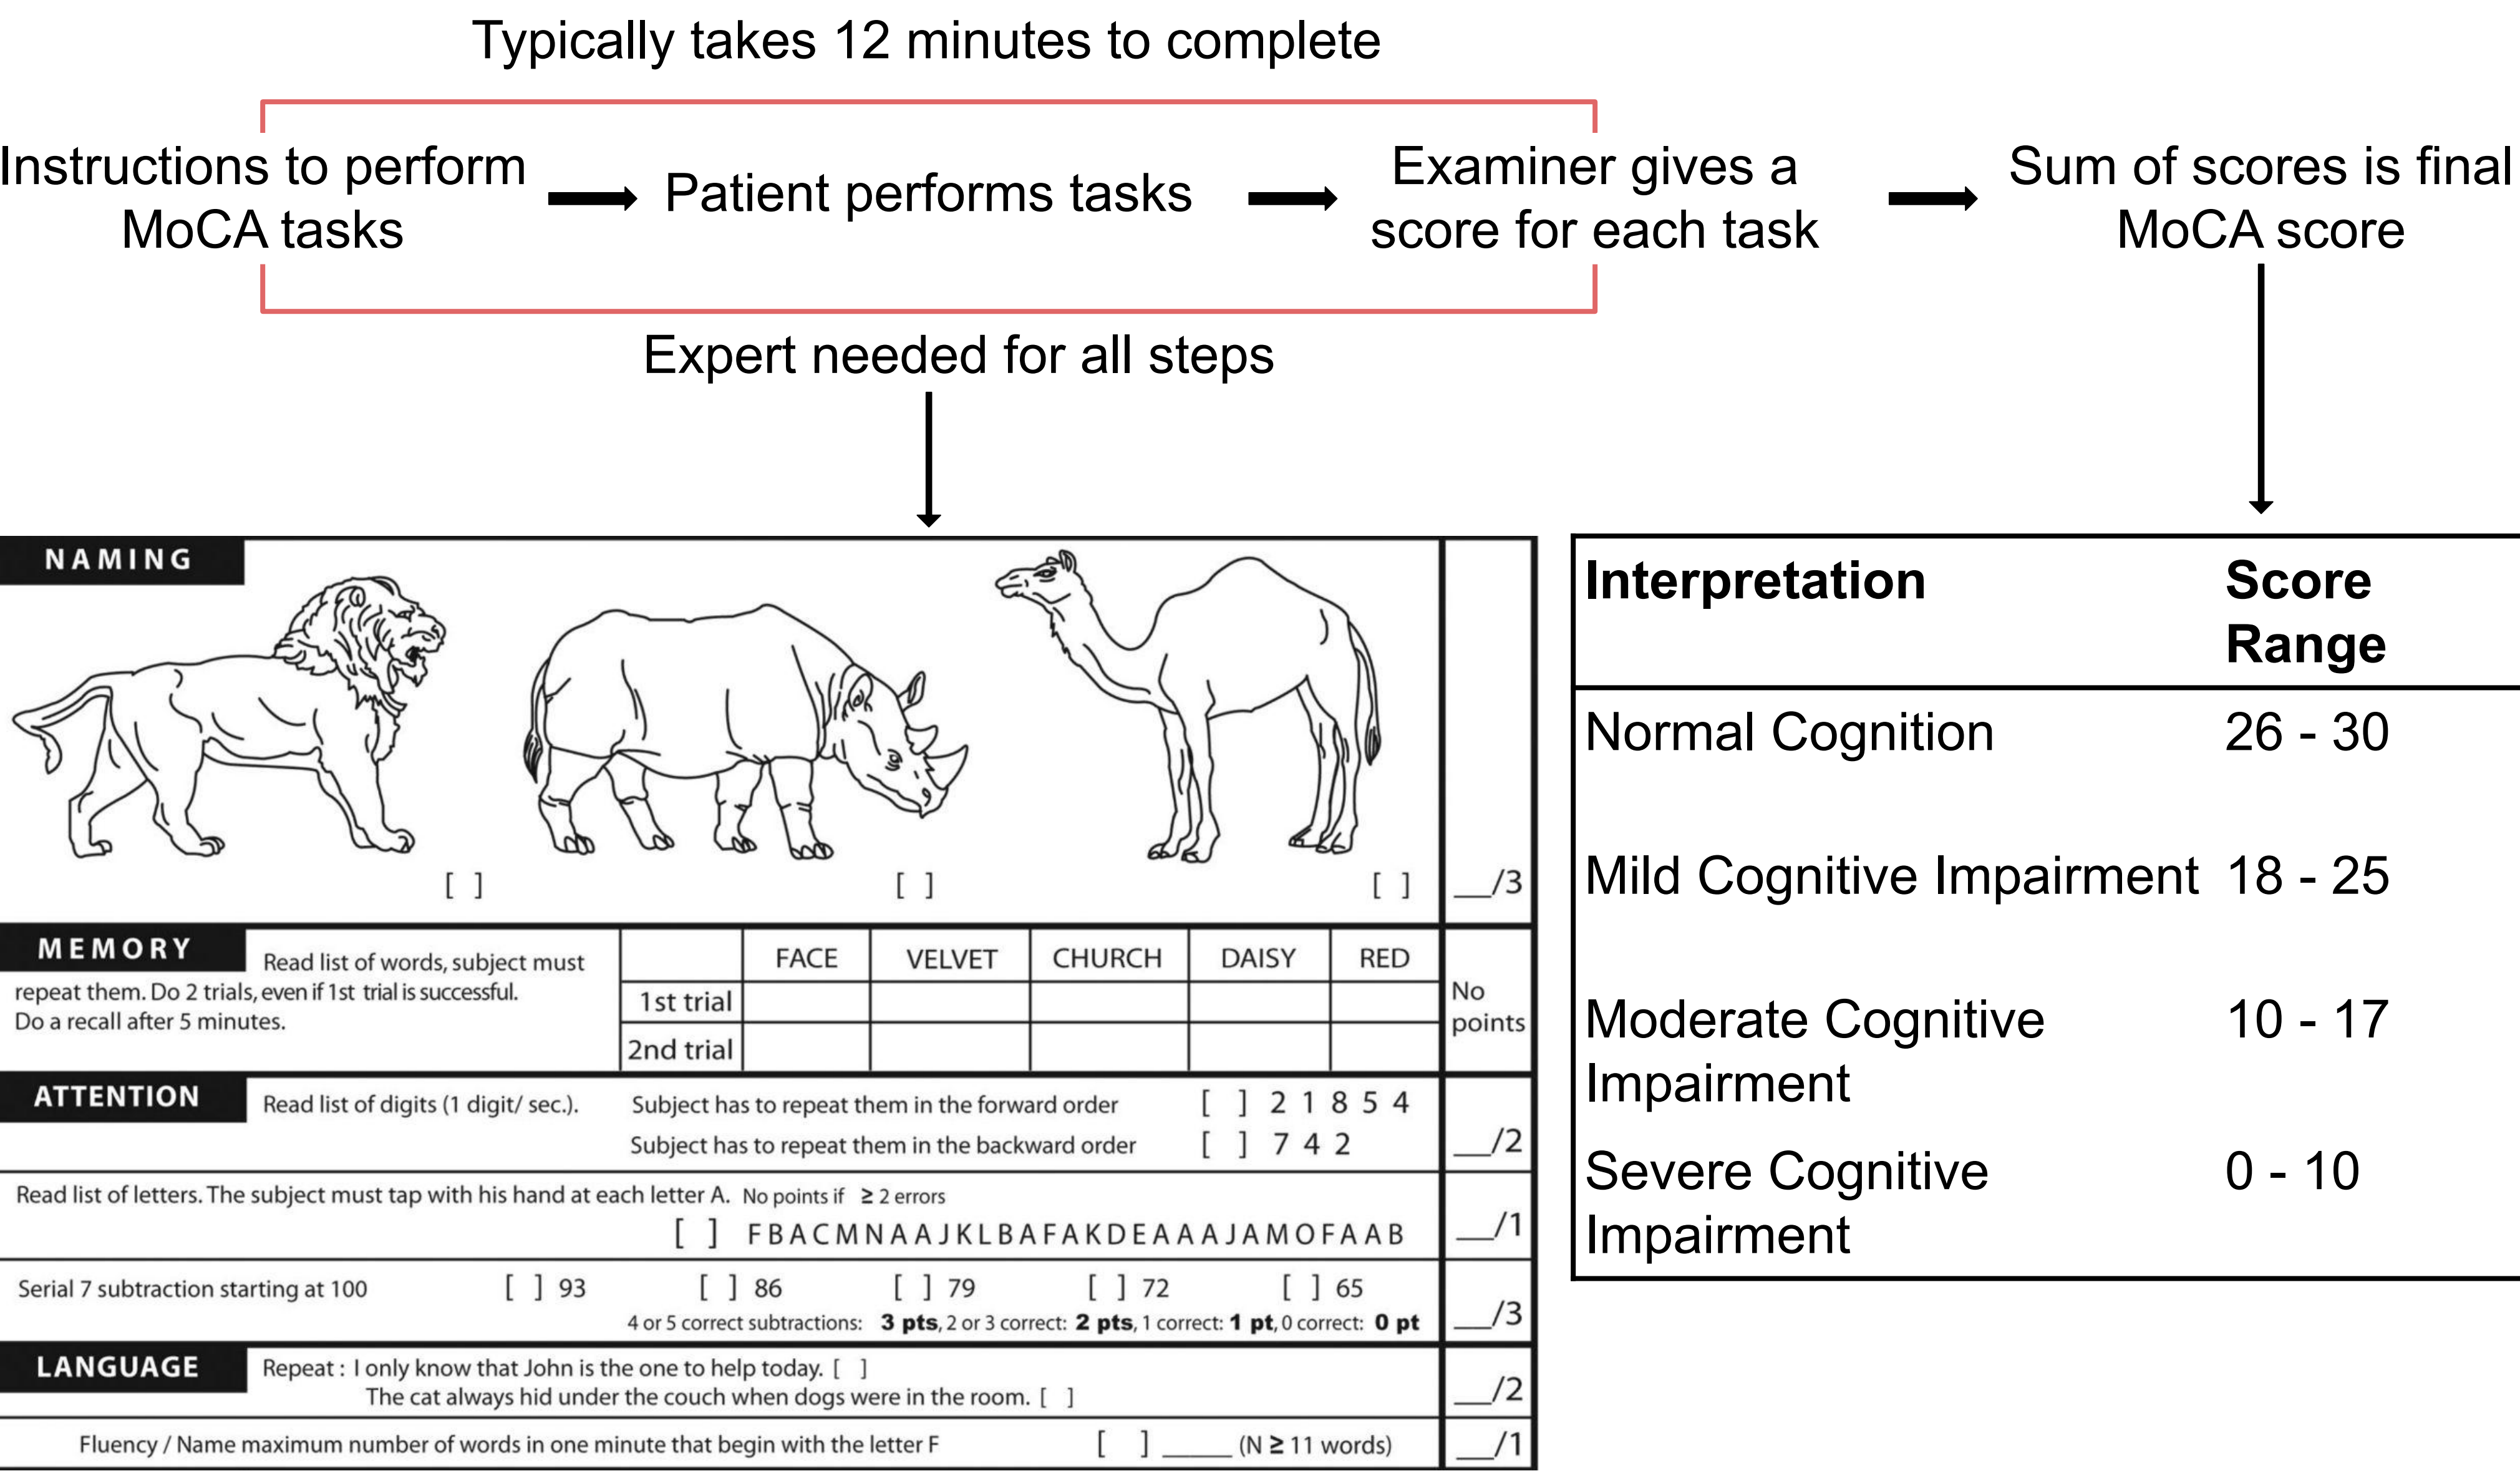 Typically takes 12 minutes to complete
Instructions to perform
MoCA tasks
Patient performs tasks
Examiner gives a
score for each task
Sum of scores is final
MoCA score
Expert needed for all steps
NAMING
[ ] [ ] [ ] __/3
MEMORY
Read list of words, subject must
repeat them. Do 2 trials, even if 1st trial is successful.
Do a recall after 5 minutes.
FACE VELVET CHURCH DAISY RED
1st trial
2nd trial
No
points
ATTENTION
Read list of digits (1 digit/ sec.). Subject has to repeat them in the forward order [ ] 2 1 8 5 4
Subject has to repeat them in the backward order [ ] 7 4 2 __/2
Read list of letters. The subject must tap with his hand at each letter A. No points if ≥ 2 errors
[ ] F B A C M N A A J K L B A F A K D E A A A J A M O F A A B __/1
Serial 7 subtraction starting at 100 [ ] 93 [ ] 86 [ ] 79 [ ] 72 [ ] 65
4 or 5 correct subtractions: 3 pts, 2 or 3 correct: 2 pts, 1 correct: 1 pt, 0 correct: 0 pt __/3
LANGUAGE
Repeat : I only know that John is the one to help today. [ ]
The cat always hid under the couch when dogs were in the room. [ ] __/2
Fluency / Name maximum number of words in one minute that begin with the letter F [ ] _____ (N ≥ 11 words) __/1
Interpretation Score
Range
Normal Cognition 26 - 30
Mild Cognitive Impairment 18 - 25
Moderate Cognitive 10 - 17
Impairment
Severe Cognitive 0 - 10
Impairment